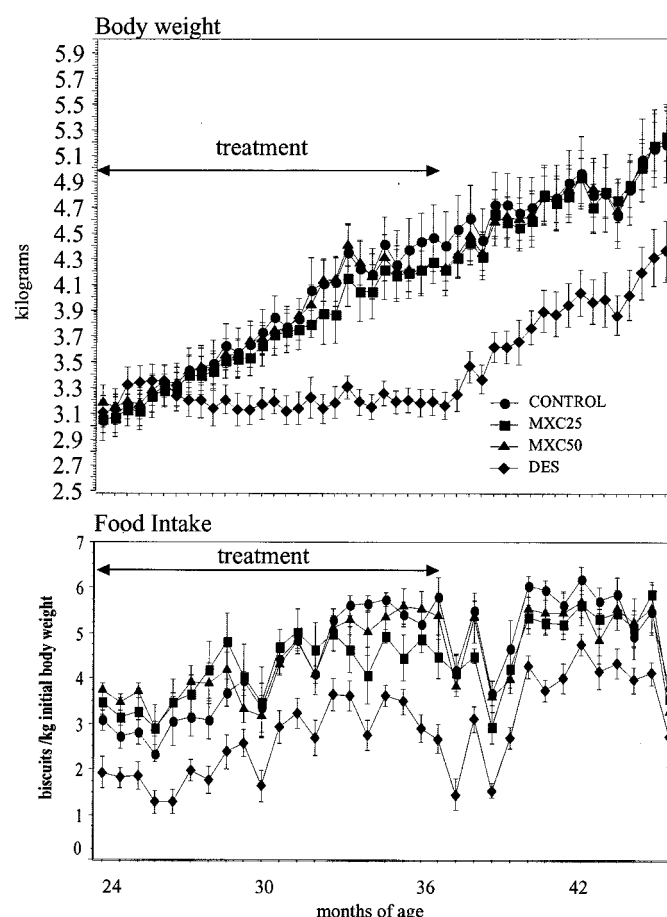 Body weight
5.9
5.7
5.5
5.3
5.1
4.9
4.7
4.5
4.3
4.1
3.9
3.7
3.5
3.3
3.1
2.9
2.7
2.5
kilograms
treatment
CONTROL
MXC25
MXC50
DES
Food Intake
7
6
5
4
3
2
1
0
biscuits /kg initial body weight
treatment
24 30 36 42
months of age